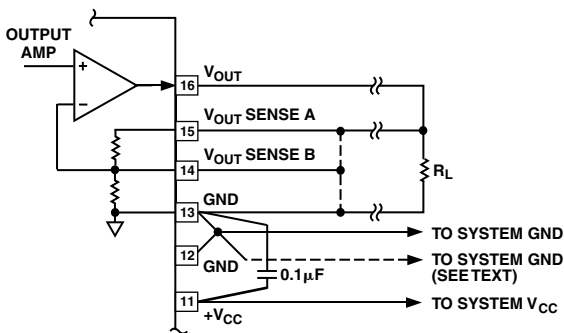 OUTPUT
AMP
+
–
16
VOUT
15
VOUT SENSE A
14
VOUT SENSE B
RL
13
GND
TO SYSTEM GND
12
GND
TO SYSTEM GND
(SEE TEXT)
0.1μF
11
+VCC
TO SYSTEM VCC